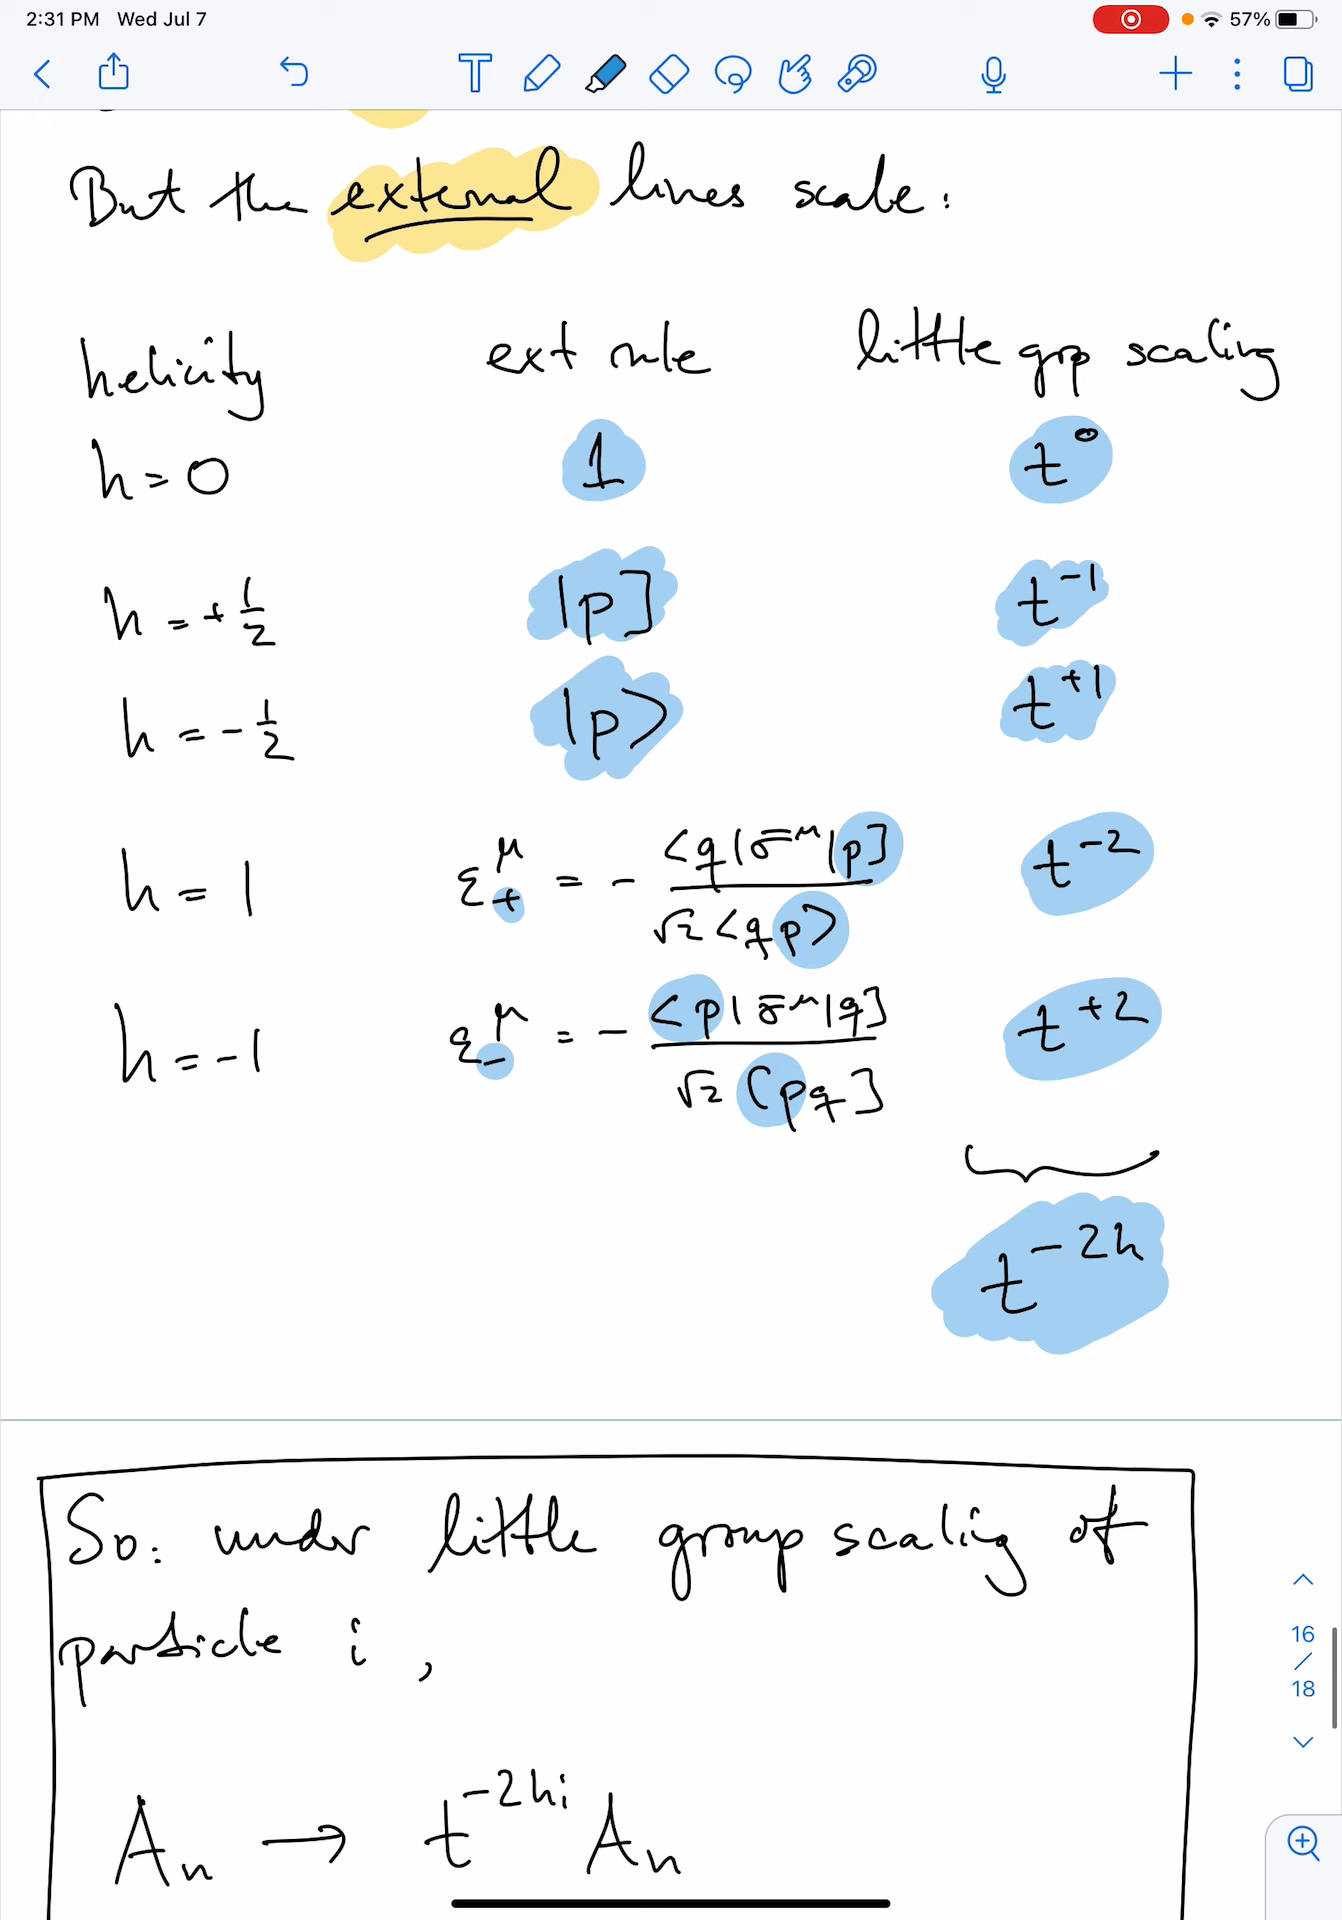 2:31 PM Wed Jul 7 57%
But the external lines scale:
helicity ext rule little grp scaling
h = 0 1 t^0
h = +1/2 |p] t^-1
h = -1/2 |p⟩ t^+1
h = 1 ε_+^μ = - <q|σ̄^μ|p] / √2 <qp> t^-2
h = -1 ε_-^μ = - <p|σ̄^μ|q] / √2 [pq] t^+2
t^-2h
So: under little group scaling of
particle i,
A_n → t^-2hi A_n
16
/
18